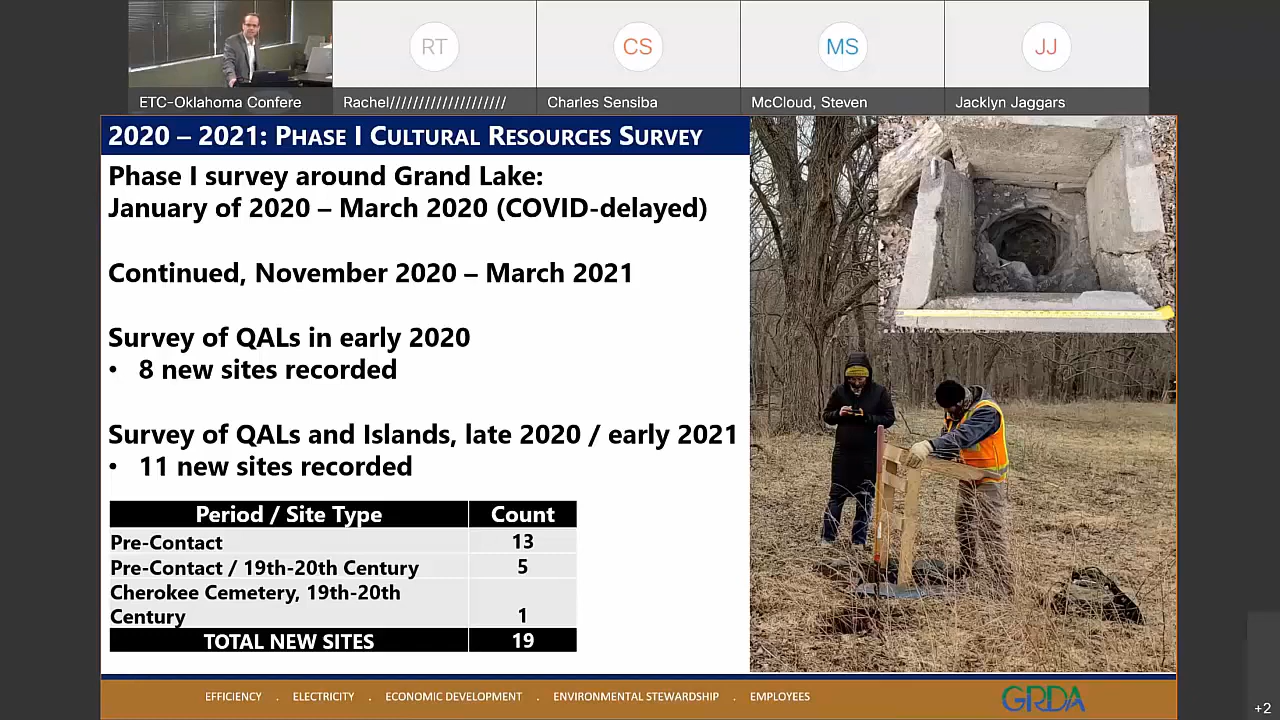 RT
CS
MS
JJ
ETC-Oklahoma Confere
Rachel////////////////////
Charles Sensiba
McCloud, Steven
Jacklyn Jaggars
2020 – 2021: PHASE I CULTURAL RESOURCES SURVEY
Phase I survey around Grand Lake:
January of 2020 – March 2020 (COVID-delayed)
Continued, November 2020 – March 2021
Survey of QALs in early 2020
• 8 new sites recorded
Survey of QALs and Islands, late 2020 / early 2021
• 11 new sites recorded
Period / Site Type Count
Pre-Contact 13
Pre-Contact / 19th-20th Century 5
Cherokee Cemetery, 19th-20th
Century 1
TOTAL NEW SITES 19
EFFICIENCY . ELECTRICITY . ECONOMIC DEVELOPMENT . ENVIRONMENTAL STEWARDSHIP . EMPLOYEES
GRDA
+2